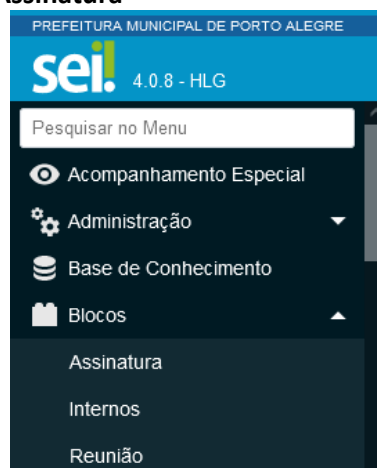 Assinatura
PREFEITURA MUNICIPAL DE PORTO ALEGRE
sei! 4.0.8 - HLG
Pesquisar no Menu
Acompanhamento Especial
Administração
Base de Conhecimento
Blocos
Assinatura
Internos
Reunião